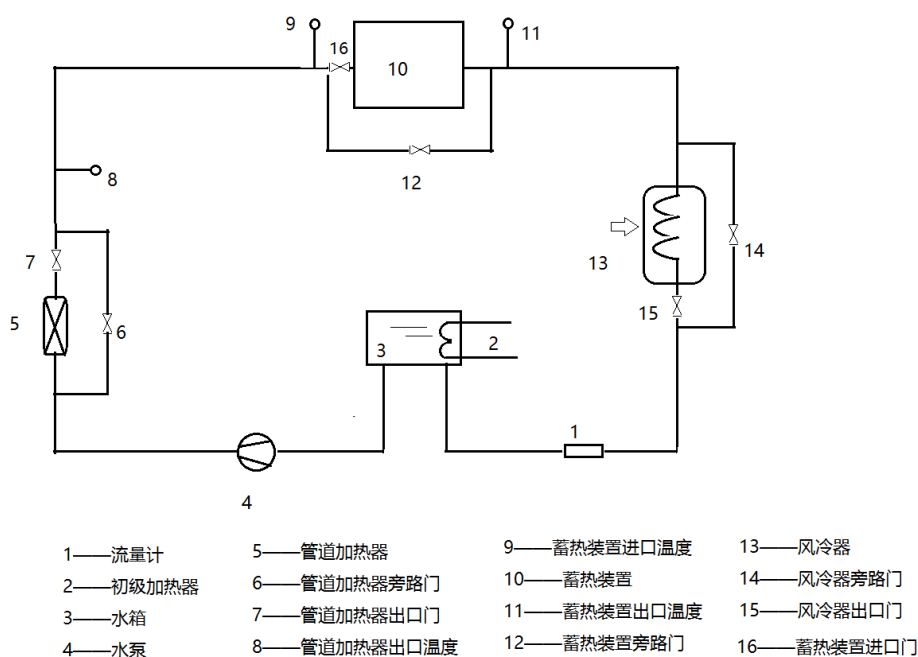 9
16
10
11
12
8
7
5
6
13
14
15
3
2
1
4
1——流量计
2——初级加热器
3——水箱
4——水泵
5——管道加热器
6——管道加热器旁路门
7——管道加热器出口门
8——管道加热器出口温度
9——蓄热装置进口温度
10——蓄热装置
11——蓄热装置出口温度
12——蓄热装置旁路门
13——风冷器
14——风冷器旁路门
15——风冷器出口门
16——蓄热装置进口门